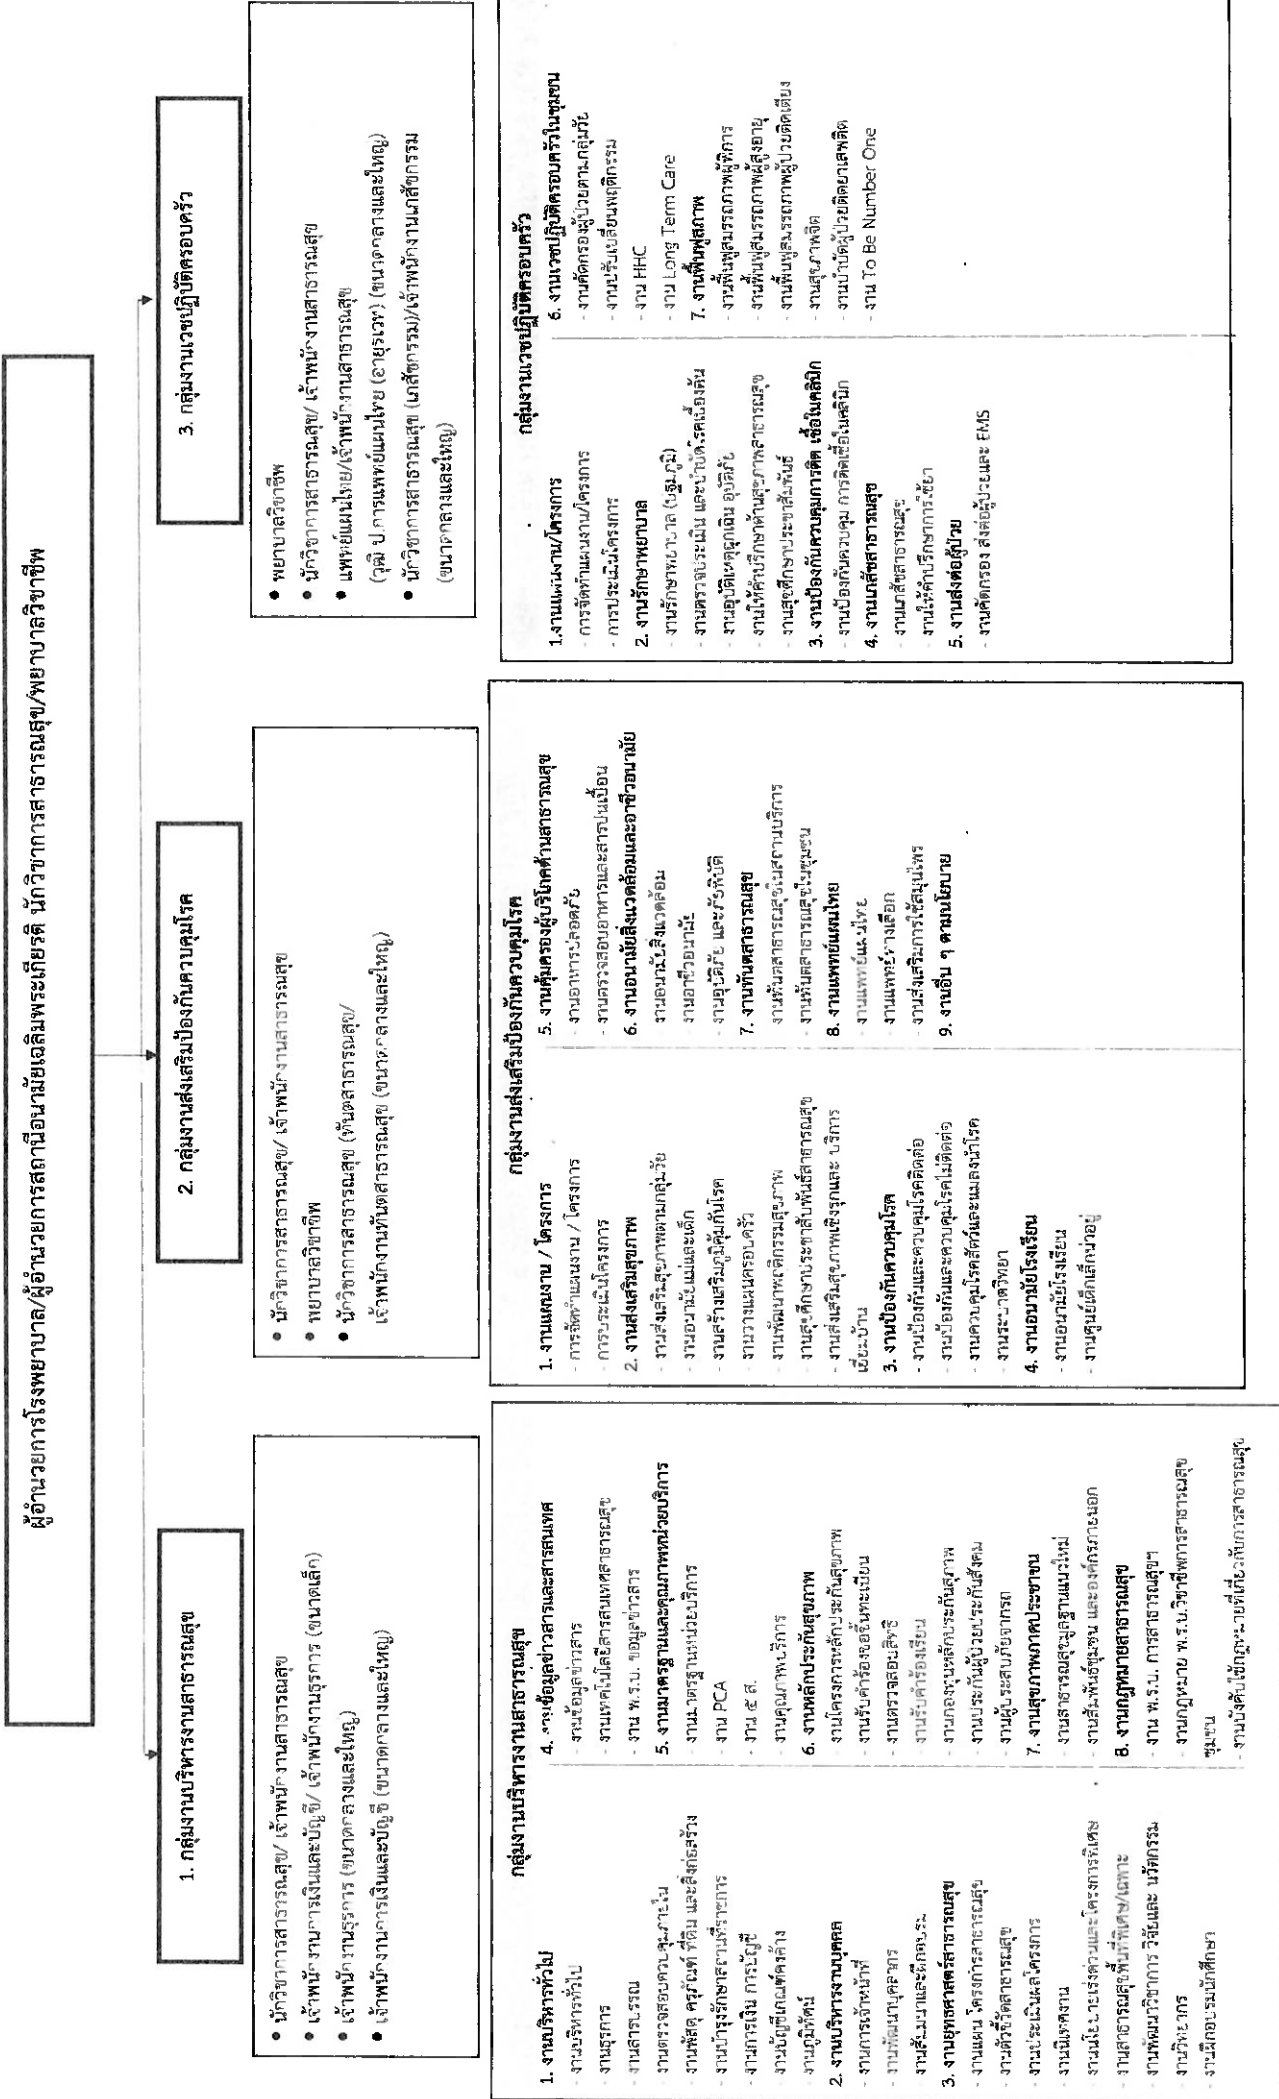 ผู้อำนวยการโรงพยาบาล/ผู้อำนวยการสถานีอนามัยเฉลิมพระเกียรติ นักวิชาการสาธารณสุข/พยาบาลวิชาชีพ
1. กลุ่มงานบริหารงานสาธารณสุข
2. กลุ่มงานส่งเสริมป้องกันควบคุมโรค
3. กลุ่มงานเวชปฏิบัติครอบครัว
● นักวิชาการสาธารณสุข/ เจ้าพนักงานสาธารณสุข
● เจ้าพนักงานการเงินและบัญชี/ เจ้าพนักงานธุรการ (ขนาดเล็ก)
● เจ้าพนักงานธุรการ (ขนาดกลางและใหญ่)
● เจ้าพนักงานการเงินและบัญชี (ขนาดกลางและใหญ่)
● นักวิชาการสาธารณสุข/ เจ้าพนักงานสาธารณสุข
● พยาบาลวิชาชีพ
● นักวิชาการสาธารณสุข (ทันตสาธารณสุข/
เจ้าพนักงานทันตสาธารณสุข (ขนาดกลางและใหญ่)
● พยาบาลวิชาชีพ
● นักวิชาการสาธารณสุข/ เจ้าพนักงานสาธารณสุข
● แพทย์แผนไทย/เจ้าพนักงานสาธารณสุข
(วุฒิ ป.การแพทย์แผนไทย (อายุรเวท) (ขนาดกลางและใหญ่)
● นักวิชาการสาธารณสุข (เภสัชกรรม)/เจ้าพนักงานเภสัชกรรม
(ขนาดกลางและใหญ่)
กลุ่มงานบริหารงานสาธารณสุข
1. งานบริหารทั่วไป
- งานบริหารทั่วไป
- งานธุรการ
- งานสารบรรณ
- งานตรวจสอบควบคุมภายใน
- งานพัสดุ ครุภัณฑ์ ที่ดิน และสิ่งก่อสร้าง
- งานบำรุงรักษาสถานที่ราชการ
- งานการเงิน การบัญชี
- งานบัญชีเกณฑ์คงค้าง
- งานภูมิทัศน์
2. งานบริหารงานบุคคล
- งานการเจ้าหน้าที่
- งานพัฒนาบุคลากร
งานสัมมนาและฝึกอบรม
3. งานยุทธศาสตร์สาธารณสุข
- งานแผน โครงการสาธารณสุข
- งานตัวชี้วัดสาธารณสุข
- งานประเมินผลโครงการ
- งานนิเทศงาน
- งานนโยบายเร่งด่วนและโครงการพิเศษ
- งานสาธารณสุขพื้นที่พิเศษ/เฉพาะ
- งานพัฒนาวิชาการ วิจัยและ นวัตกรรม
- งานวิทยากร
- งานฝึกอบรมนักศึกษา
4. งานข้อมูลข่าวสารและสารสนเทศ
- งานข้อมูลข่าวสาร
- งานเทคโนโลยีสารสนเทศสาธารณสุข
- งาน พ.ร.บ. ข้อมูลข่าวสาร
5. งานมาตรฐานและคุณภาพหน่วยบริการ
- งานมาตรฐานหน่วยบริการ
- งาน PCA
- งาน ๕ ส.
- งานคุณภาพบริการ
6. งานหลักประกันสุขภาพ
งานโครงการหลักประกันสุขภาพ
- งานรับคำร้องขอขึ้นทะเบียน
- งานตรวจสอบสิทธิ
งานรับคำร้องเรียน
- งานกองทุนหลักประกันสุภาพ
- งานประกันผู้ป่วยประกันสังคม
- งานผู้ประสบภัยจากรถ
7. งานสุขภาพภาคประชาชน
- งานสาธารณสุขมูลฐานแนวใหม่
- งานสัมพันธ์ชุมชน และองค์กรภายนอก
8. งานกฎหมายสาธารณสุข
- งาน พ.ร.บ. การสาธารณสุขฯ
- งานกฎหมาย พ.ร.บ.วิชาชีพการสาธารณสุข
ชุมชน
- งานบังคับใช้กฎหมายที่เกี่ยวกับการสาธารณสุข
กลุ่มงานส่งเสริมป้องกันควบคุมโรค
1. งานแผนงาน / โครงการ
- การจัดทำแผนงาน / โครงการ
- การประเมินโครงการ
2. งานส่งเสริมสุขภาพ
- งานส่งเสริมสุขภาพตามกลุ่มวัย
- งานอนามัยแม่และเด็ก
- งานสร้างเสริมภูมิคุ้มกันโรค
- งานวางแผนครอบครัว
- งานพัฒนาพฤติกรรมสุขภาพ
- งานสุขศึกษาประชาสัมพันธ์สาธารณสุข
- งานส่งเสริมสุขภาพเชิงรุกและ บริการ
เยี่ยมบ้าน
3. งานป้องกันควบคุมโรค
- งานป้องกันและควบคุมโรคติดต่อ
- งานป้องกันและควบคุมโรคไม่ติดต่อ
- งานควบคุมโรคสัตว์และแมลงนำโรค
- งานระบาดวิทยา
4. งานอนามัยโรงเรียน
- งานอนามัยโรงเรียน
- งานศูนย์เด็กเล็กน่าอยู่
5. งานคุ้มครองผู้บริโภคด้านสาธารณสุข
- งานอาหารปลอดภัย
- งานตรวจสอบอาหารและสารปนเปื้อน
6. งานอนามัยสิ่งแวดล้อมและอาชีวอนามัย
งานอนามัยสิ่งแวดล้อม
- งานอาชีวอนามัย
- งานอุบัติภัย และภัยพิบัติ
7. งานทันตสาธารณสุข
งานทันตสาธารณสุขในสถานบริการ
- งานทันตสาธารณสุขในชุมชน
8. งานแพทย์แผนไทย
งานแพทย์แผนไทย
- งานแพทย์ทางเลือก
- งานส่งเสริมการใช้สมุนไพร
9. งานอื่น ๆ ตามนโยบาย
กลุ่มงานเวชปฏิบัติครอบครัว
1.งานแผนงาน/โครงการ
- การจัดทำแผนงาน/โครงการ
- การประเมินโครงการ
2. งานรักษาพยาบาล
- งานรักษาพยาบาล (ปฐมภูมิ)
- งานตรวจประเมิน และบำบัดโรคเบื้องต้น
- งานอุบัติเหตุฉุกเฉิน อุบัติภัย
- งานให้คำปรึกษาด้านสุขภาพสาธารณสุข
- งานสุขศึกษาประชาสัมพันธ์
3. งานป้องกันควบคุมการติด เชื้อในคลินิก
- งานป้องกันควบคุม การติดเชื้อในคลินิก
4. งานเภสัชสาธารณสุข
- งานเภสัชสาธารณสุข
- งานให้คำปรึกษาการใช้ยา
5. งานส่งต่อผู้ป่วย
- งานคัดกรอง ส่งต่อผู้ป่วยและ EMS
6. งานเวชปฏิบัติครอบครัวในชุมชน
- งานคัดกรองผู้ป่วยตามกลุ่มวัย
- งานปรับเปลี่ยนพฤติกรรม
- งาน HHC
- งาน Long Term Care
7. งานฟื้นฟูสภาพ
- งานฟื้นฟูสมรรถภาพผู้พิการ
- งานฟื้นฟูสมรรถภาพผู้สูงอายุ
- งานฟื้นฟูสมรรถภาพผู้ป่วยติดเตียง
- งานสุขภาพจิต
- งานบำบัดผู้ป่วยติดยาเสพติด
- งาน To Be Number One